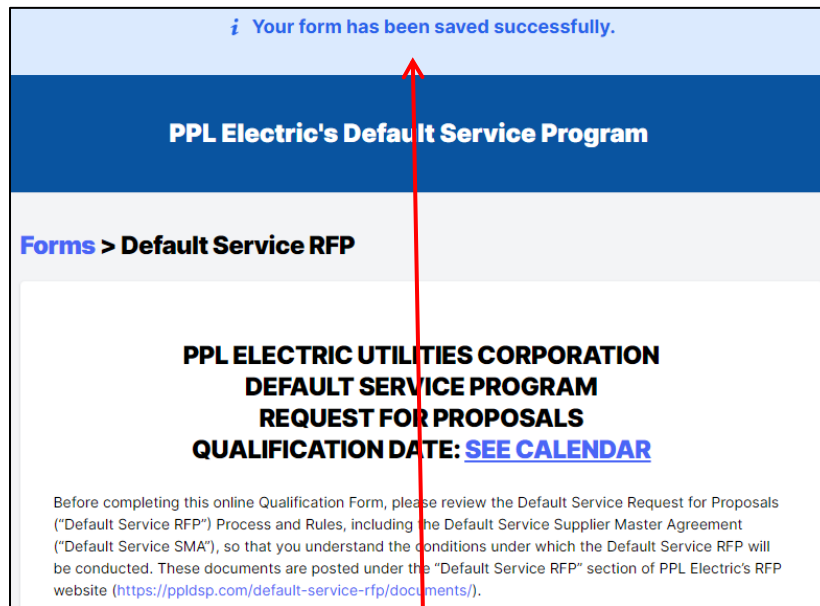 i Your form has been saved successfully.
PPL Electric's Default Service Program
Forms > Default Service RFP
PPL ELECTRIC UTILITIES CORPORATION
DEFAULT SERVICE PROGRAM
REQUEST FOR PROPOSALS
QUALIFICATION DATE: SEE CALENDAR
Before completing this online Qualification Form, please review the Default Service Request for Proposals
(“Default Service RFP”) Process and Rules, including the Default Service Supplier Master Agreement
(“Default Service SMA”), so that you understand the conditions under which the Default Service RFP will
be conducted. These documents are posted under the “Default Service RFP” section of PPL Electric’s RFP
website (https://ppldsp.com/default-service-rfp/documents/).